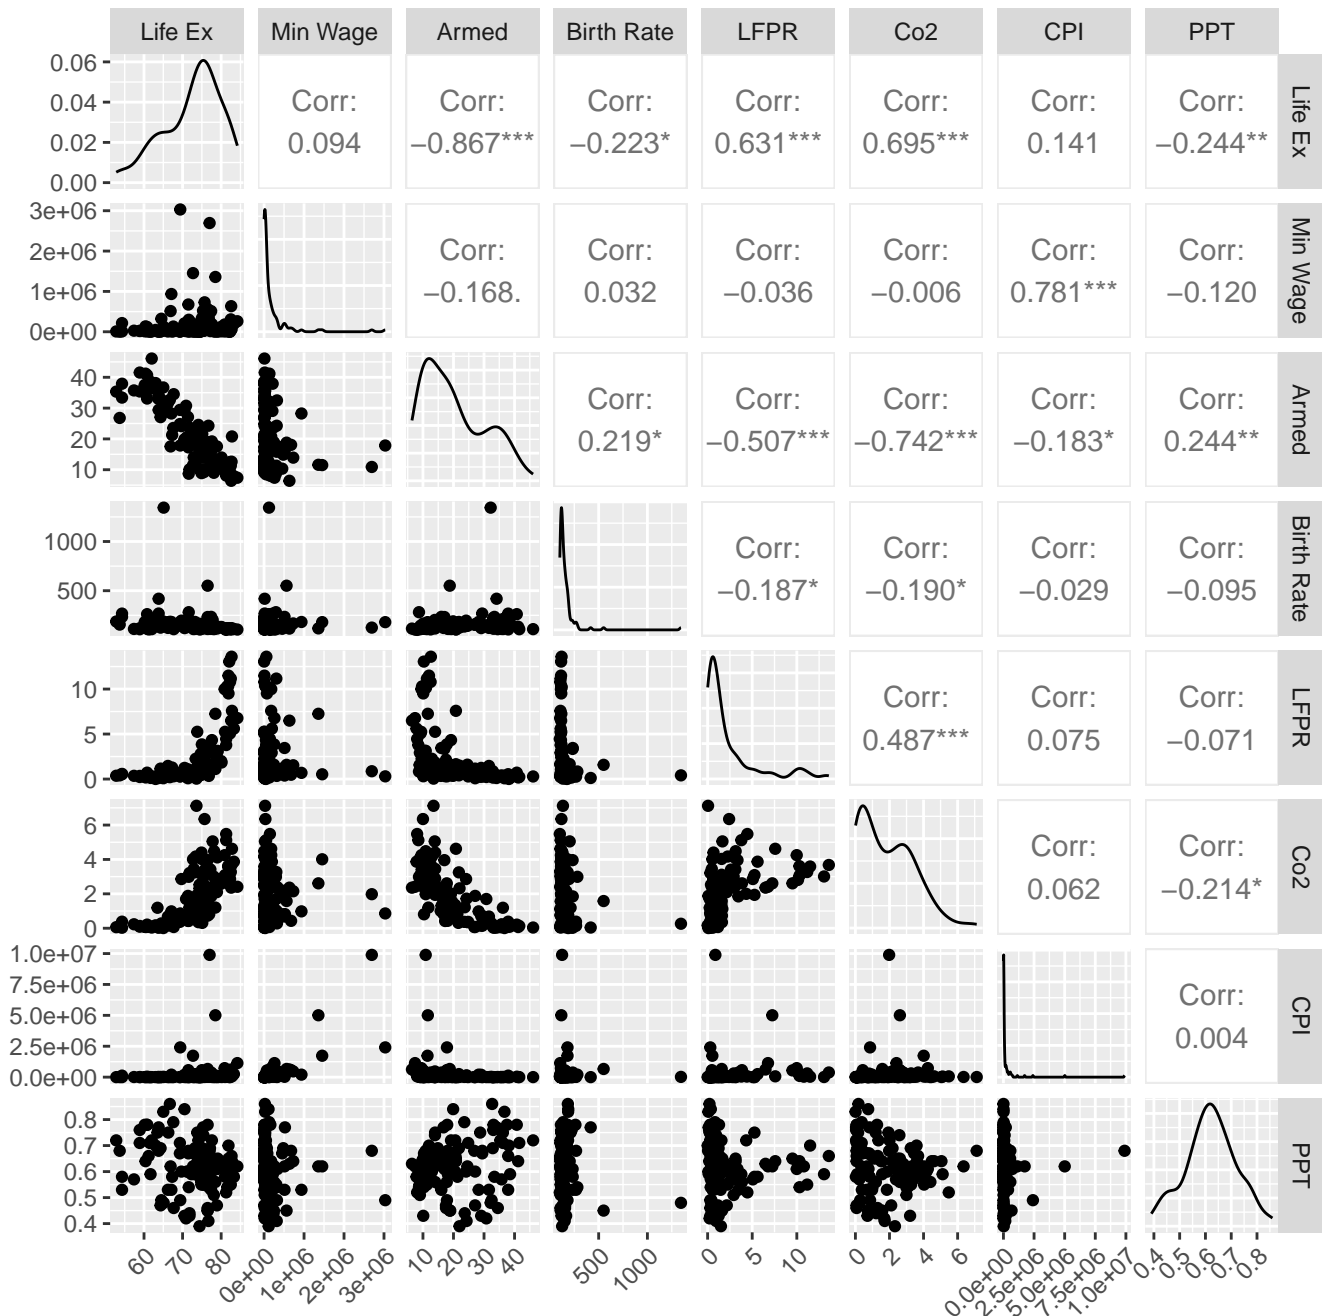 Life Ex Min Wage Armed Birth Rate LFPR Co2 CPI PPT
0.06
0.04
0.02
0.00
Corr: Corr: Corr: Corr: Corr: Corr: Corr:
0.094 −0.867*** −0.223* 0.631*** 0.695*** 0.141 −0.244**
Life Ex
3e+06
2e+06
1e+06
0e+00
Corr: Corr: Corr: Corr: Corr: Corr:
−0.168. 0.032 −0.036 −0.006 0.781*** −0.120
Min Wage
40
30
20
10
Corr: Corr: Corr: Corr: Corr:
0.219* −0.507*** −0.742*** −0.183* 0.244**
Armed
1000
500
Corr: Corr: Corr: Corr:
−0.187* −0.190* −0.029 −0.095
Birth Rate
10
5
0
Corr: Corr: Corr:
0.487*** 0.075 −0.071
LFPR
6
4
2
0
Corr: Corr:
0.062 −0.214*
Co2
1.0e+07
7.5e+06
5.0e+06
2.5e+06
0.0e+00
Corr:
0.004
CPI
0.8
0.7
0.6
0.5
0.4
PPT
60 70 80 0e+00 1e+06 2e+06 3e+06 10 20 30 40 500 1000 0 5 10 0 2 4 6 0.0e+00 2.5e+06 5.0e+06 7.5e+06 1.0e+07 0.4 0.5 0.6 0.7 0.8